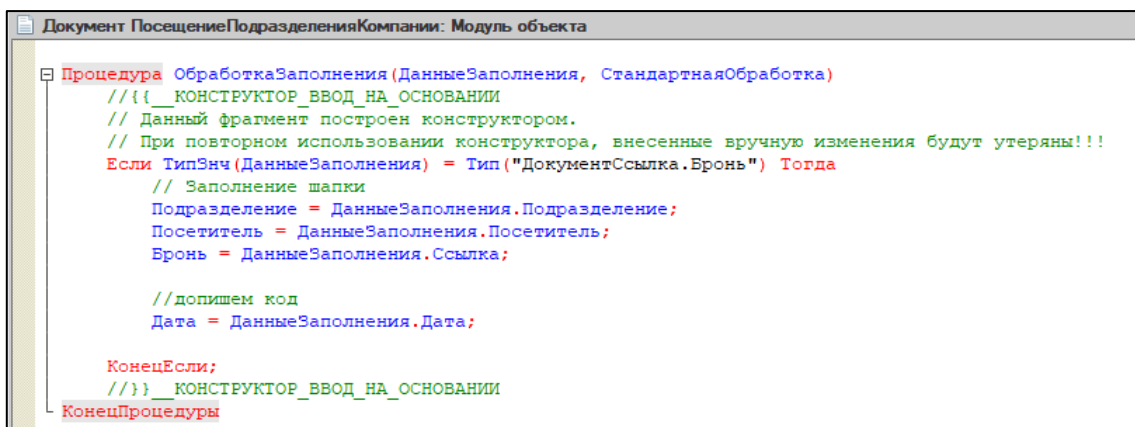 Документ ПосещениеПодразделенияКомпании: Модуль объекта
Процедура ОбработкаЗаполнения(ДанныеЗаполнения, СтандартнаяОбработка)
//{{__КОНСТРУКТОР_ВВОД_НА_ОСНОВАНИИ
// Данный фрагмент построен конструктором.
// При повторном использовании конструктора, внесенные вручную изменения будут утеряны!!!
Если ТипЗнч(ДанныеЗаполнения) = Тип("ДокументСсылка.Бронь") Тогда
// Заполнение шапки
Подразделение = ДанныеЗаполнения.Подразделение;
Посетитель = ДанныеЗаполнения.Посетитель;
Бронь = ДанныеЗаполнения.Ссылка;
//допишем код
Дата = ДанныеЗаполнения.Дата;
КонецЕсли;
//}}__КОНСТРУКТОР_ВВОД_НА_ОСНОВАНИИ
КонецПроцедуры